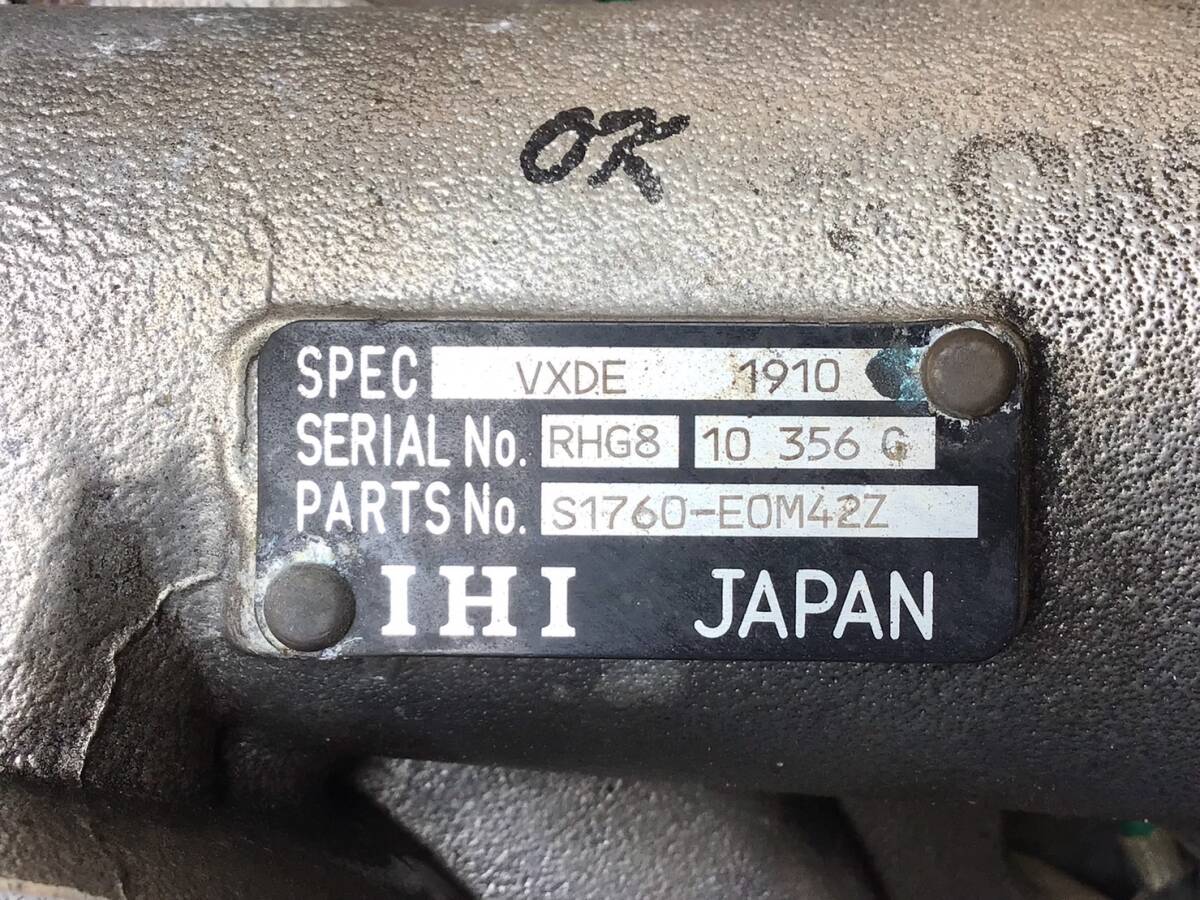 OK
SPEC VXDE 1910
SERIAL No. RHG8 10 356 G
PARTS No. S1760-E0M42Z
IHI JAPAN